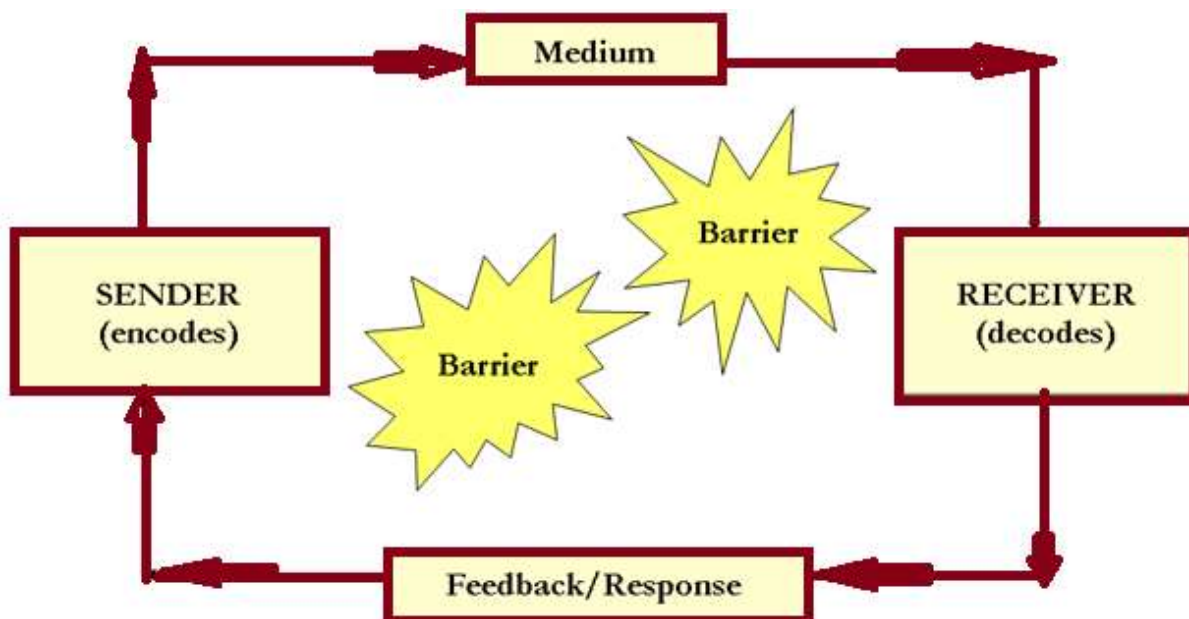 Medium
Barrier
SENDER
(encodes)
RECEIVER
(decodes)
Barrier
Feedback/Response